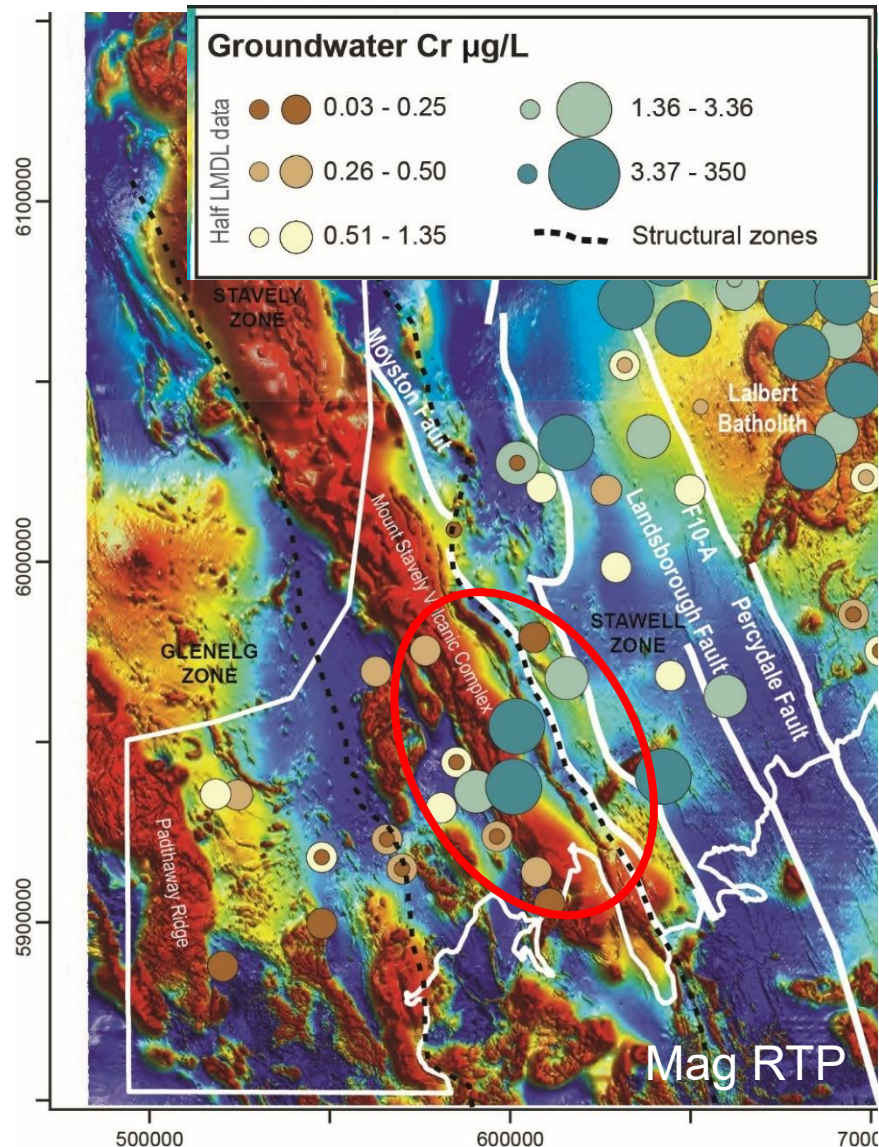 Groundwater Cr µg/L
Half LMDL data
0.03 - 0.25
0.26 - 0.50
0.51 - 1.35
1.36 - 3.36
3.37 - 350
Structural zones
6100000
6000000
5900000
STAVELY
ZONE
Moyston Fault
Lalbert
Batholith
Mount Stavely Volcanic Complex
Landsborough Fault
F10-A
Percydale Fault
GLENELG
ZONE
STAWELL
ZONE
Padthaway Ridge
Mag RTP
500000
600000
70000